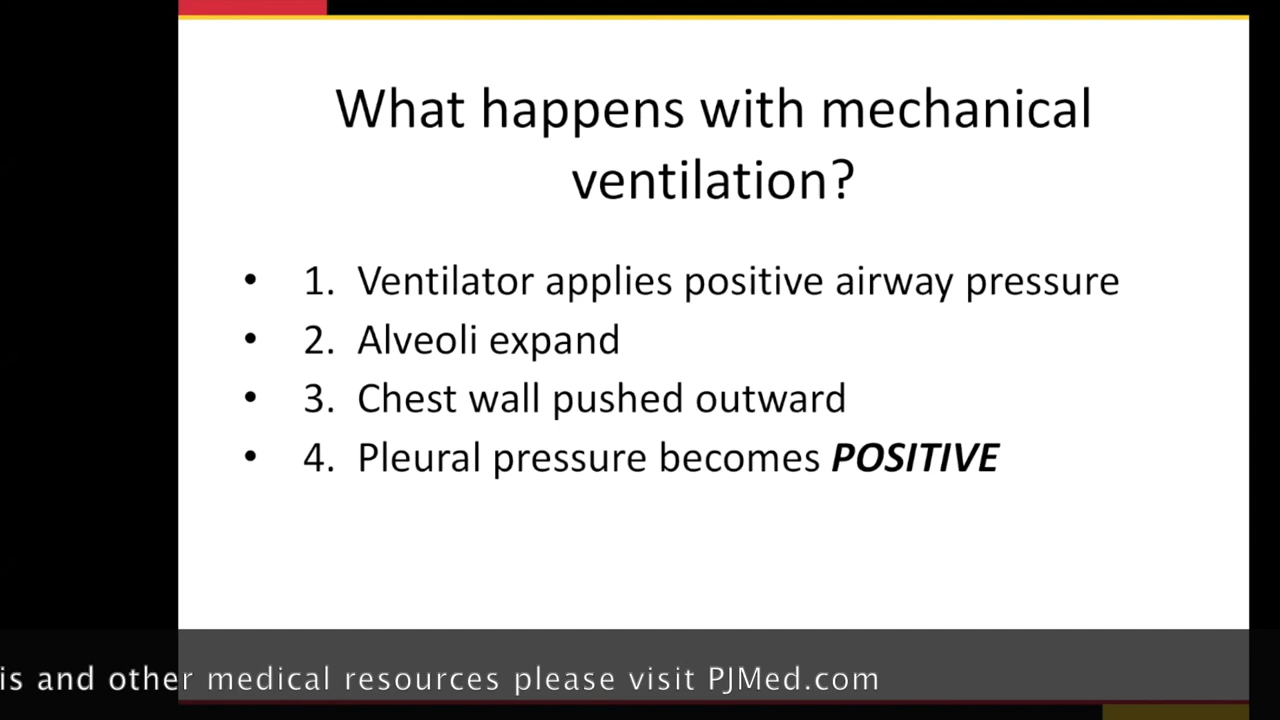 What happens with mechanical
ventilation?
• 1. Ventilator applies positive airway pressure
• 2. Alveoli expand
• 3. Chest wall pushed outward
• 4. Pleural pressure becomes POSITIVE
is and other medical resources please visit PJMed.com